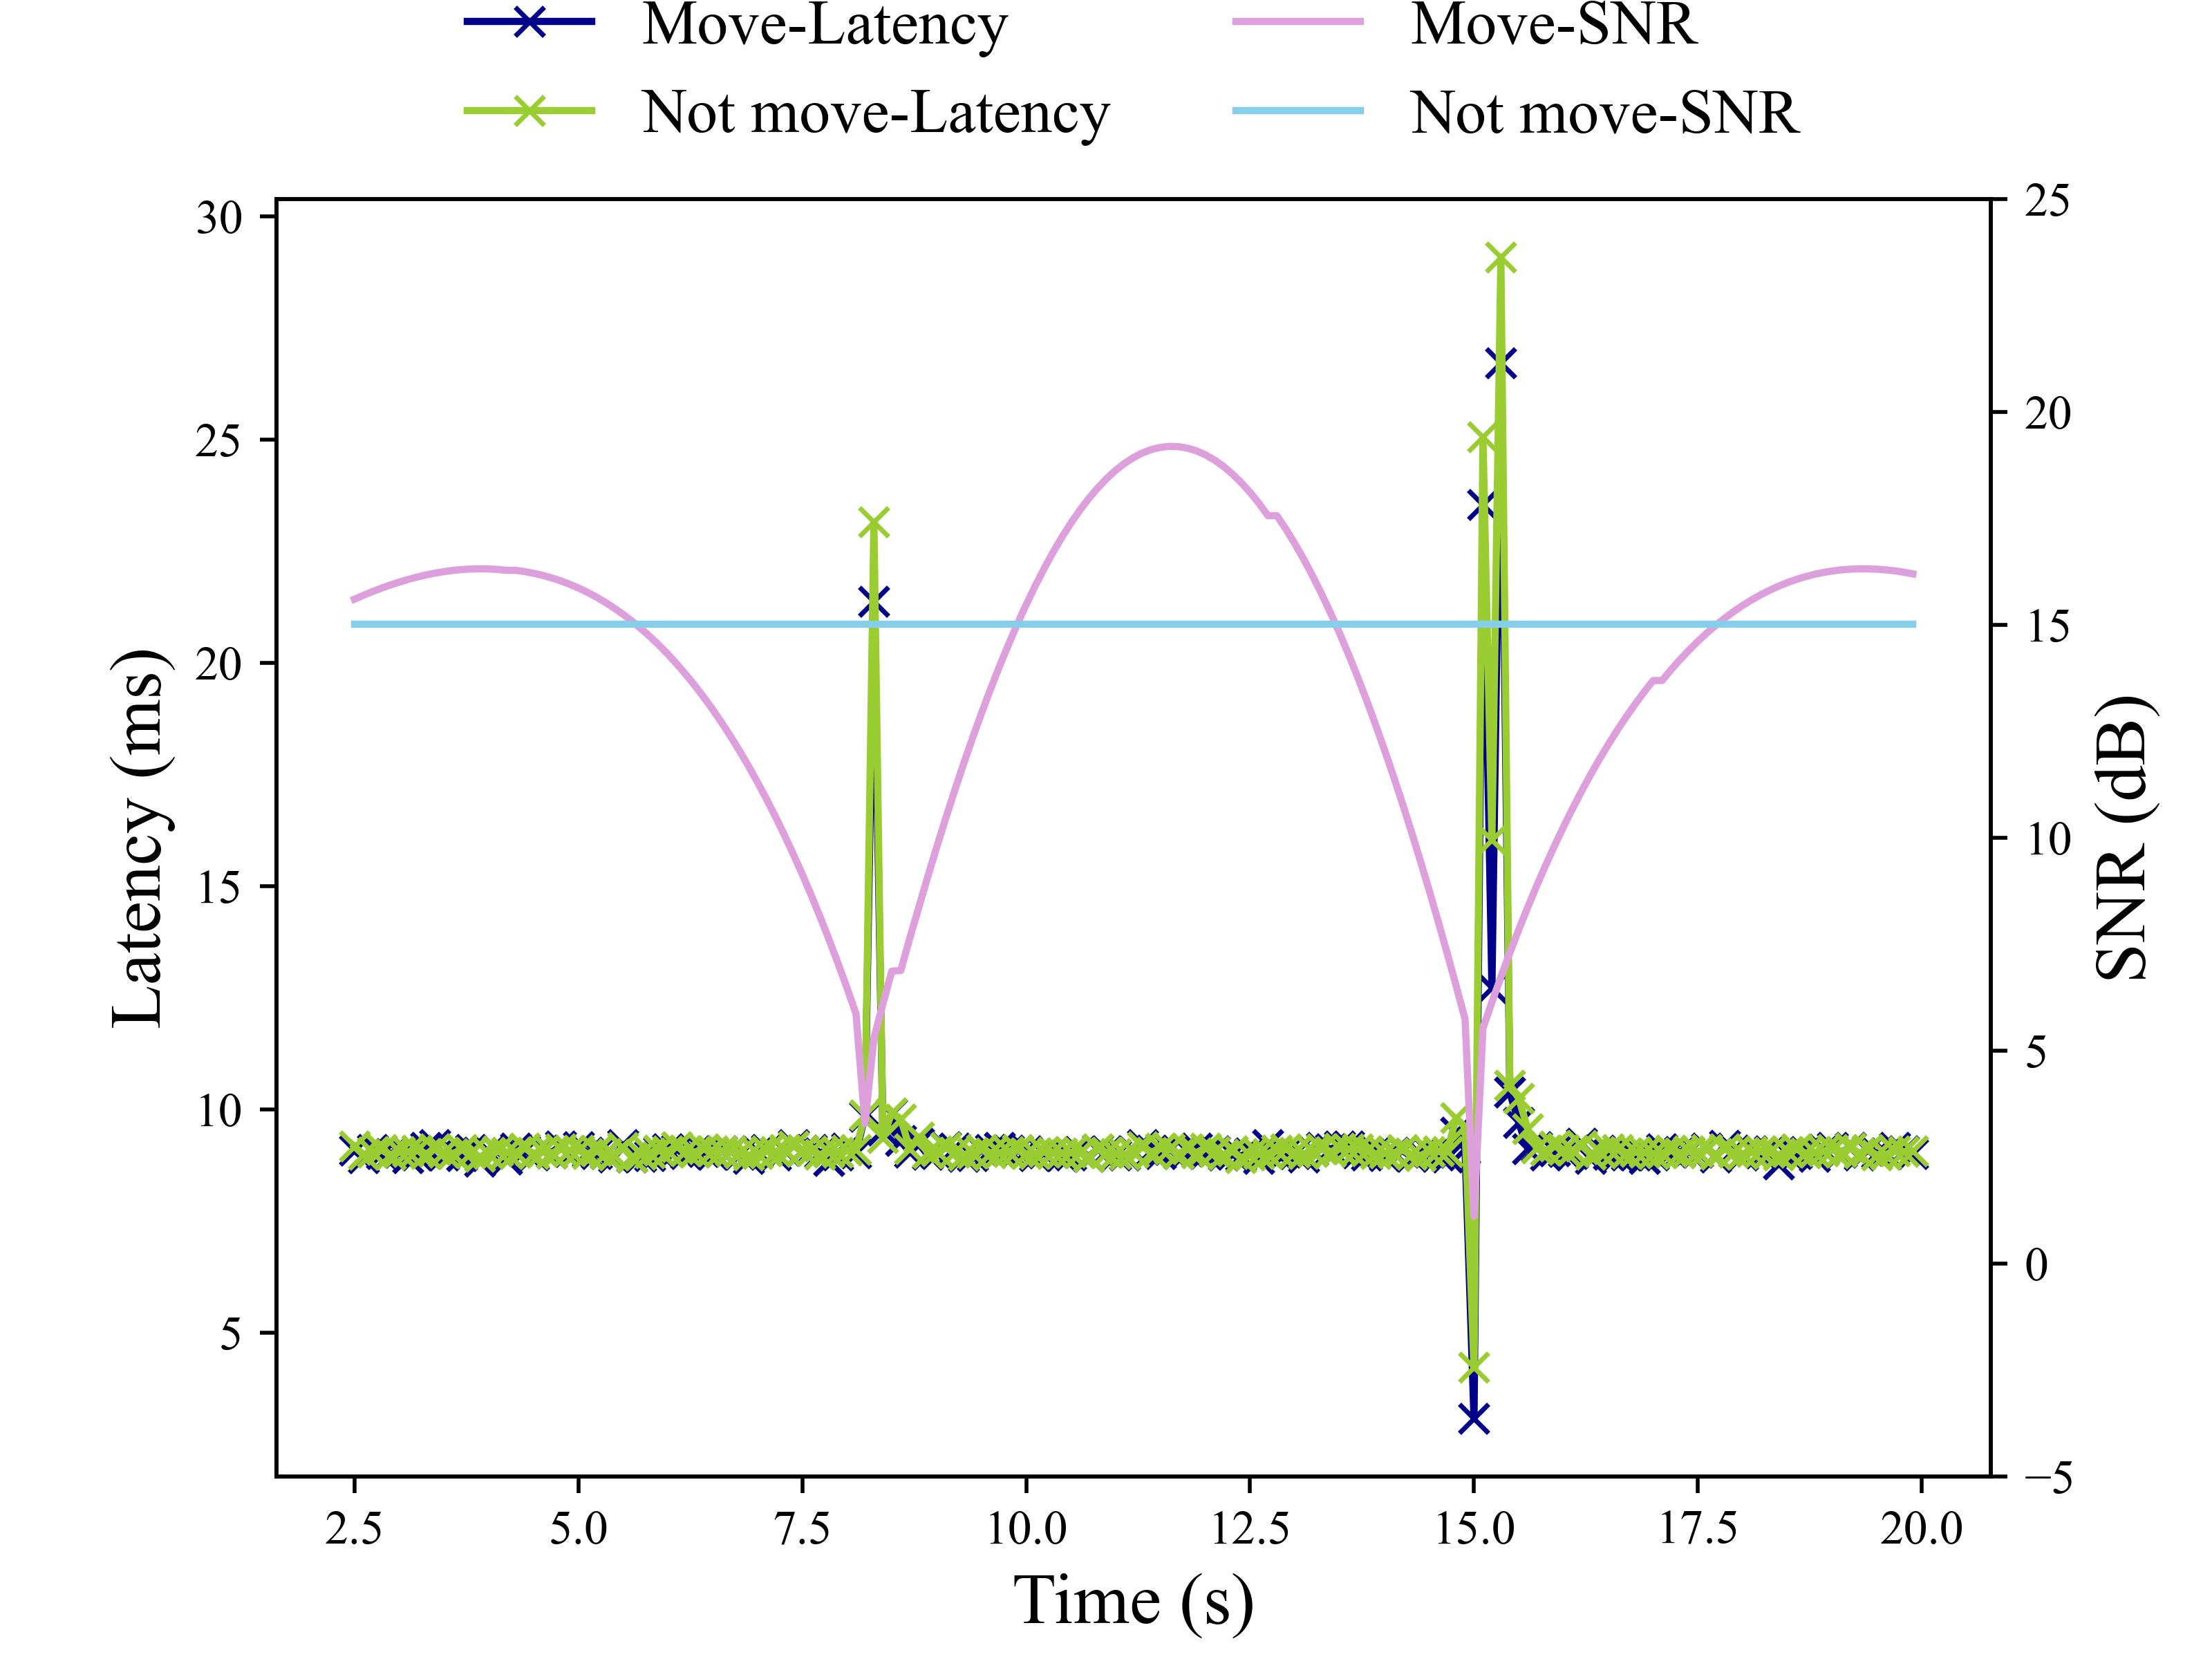 Move-Latency
Move-SNR
Not move-Latency
Not move-SNR
30
25
20
15
10
5
Latency (ms)
25
20
15
10
5
0
−5
SNR (dB)
2.5 5.0 7.5 10.0 12.5 15.0 17.5 20.0
Time (s)